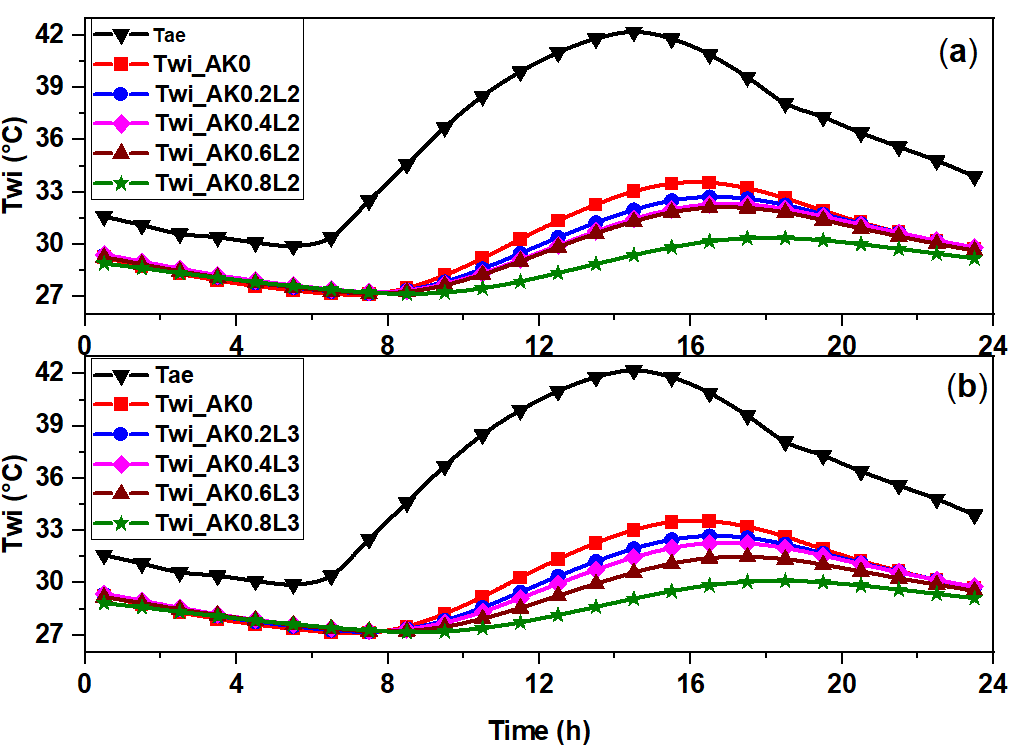 42
39
36
33
30
27
Twi (°C)
Tae
Twi_AK0
Twi_AK0.2L2
Twi_AK0.4L2
Twi_AK0.6L2
Twi_AK0.8L2
(a)
0 4 8 12 16 20 24
42
39
36
33
30
27
Twi (°C)
Tae
Twi_AK0
Twi_AK0.2L3
Twi_AK0.4L3
Twi_AK0.6L3
Twi_AK0.8L3
(b)
0 4 8 12 16 20 24
Time (h)